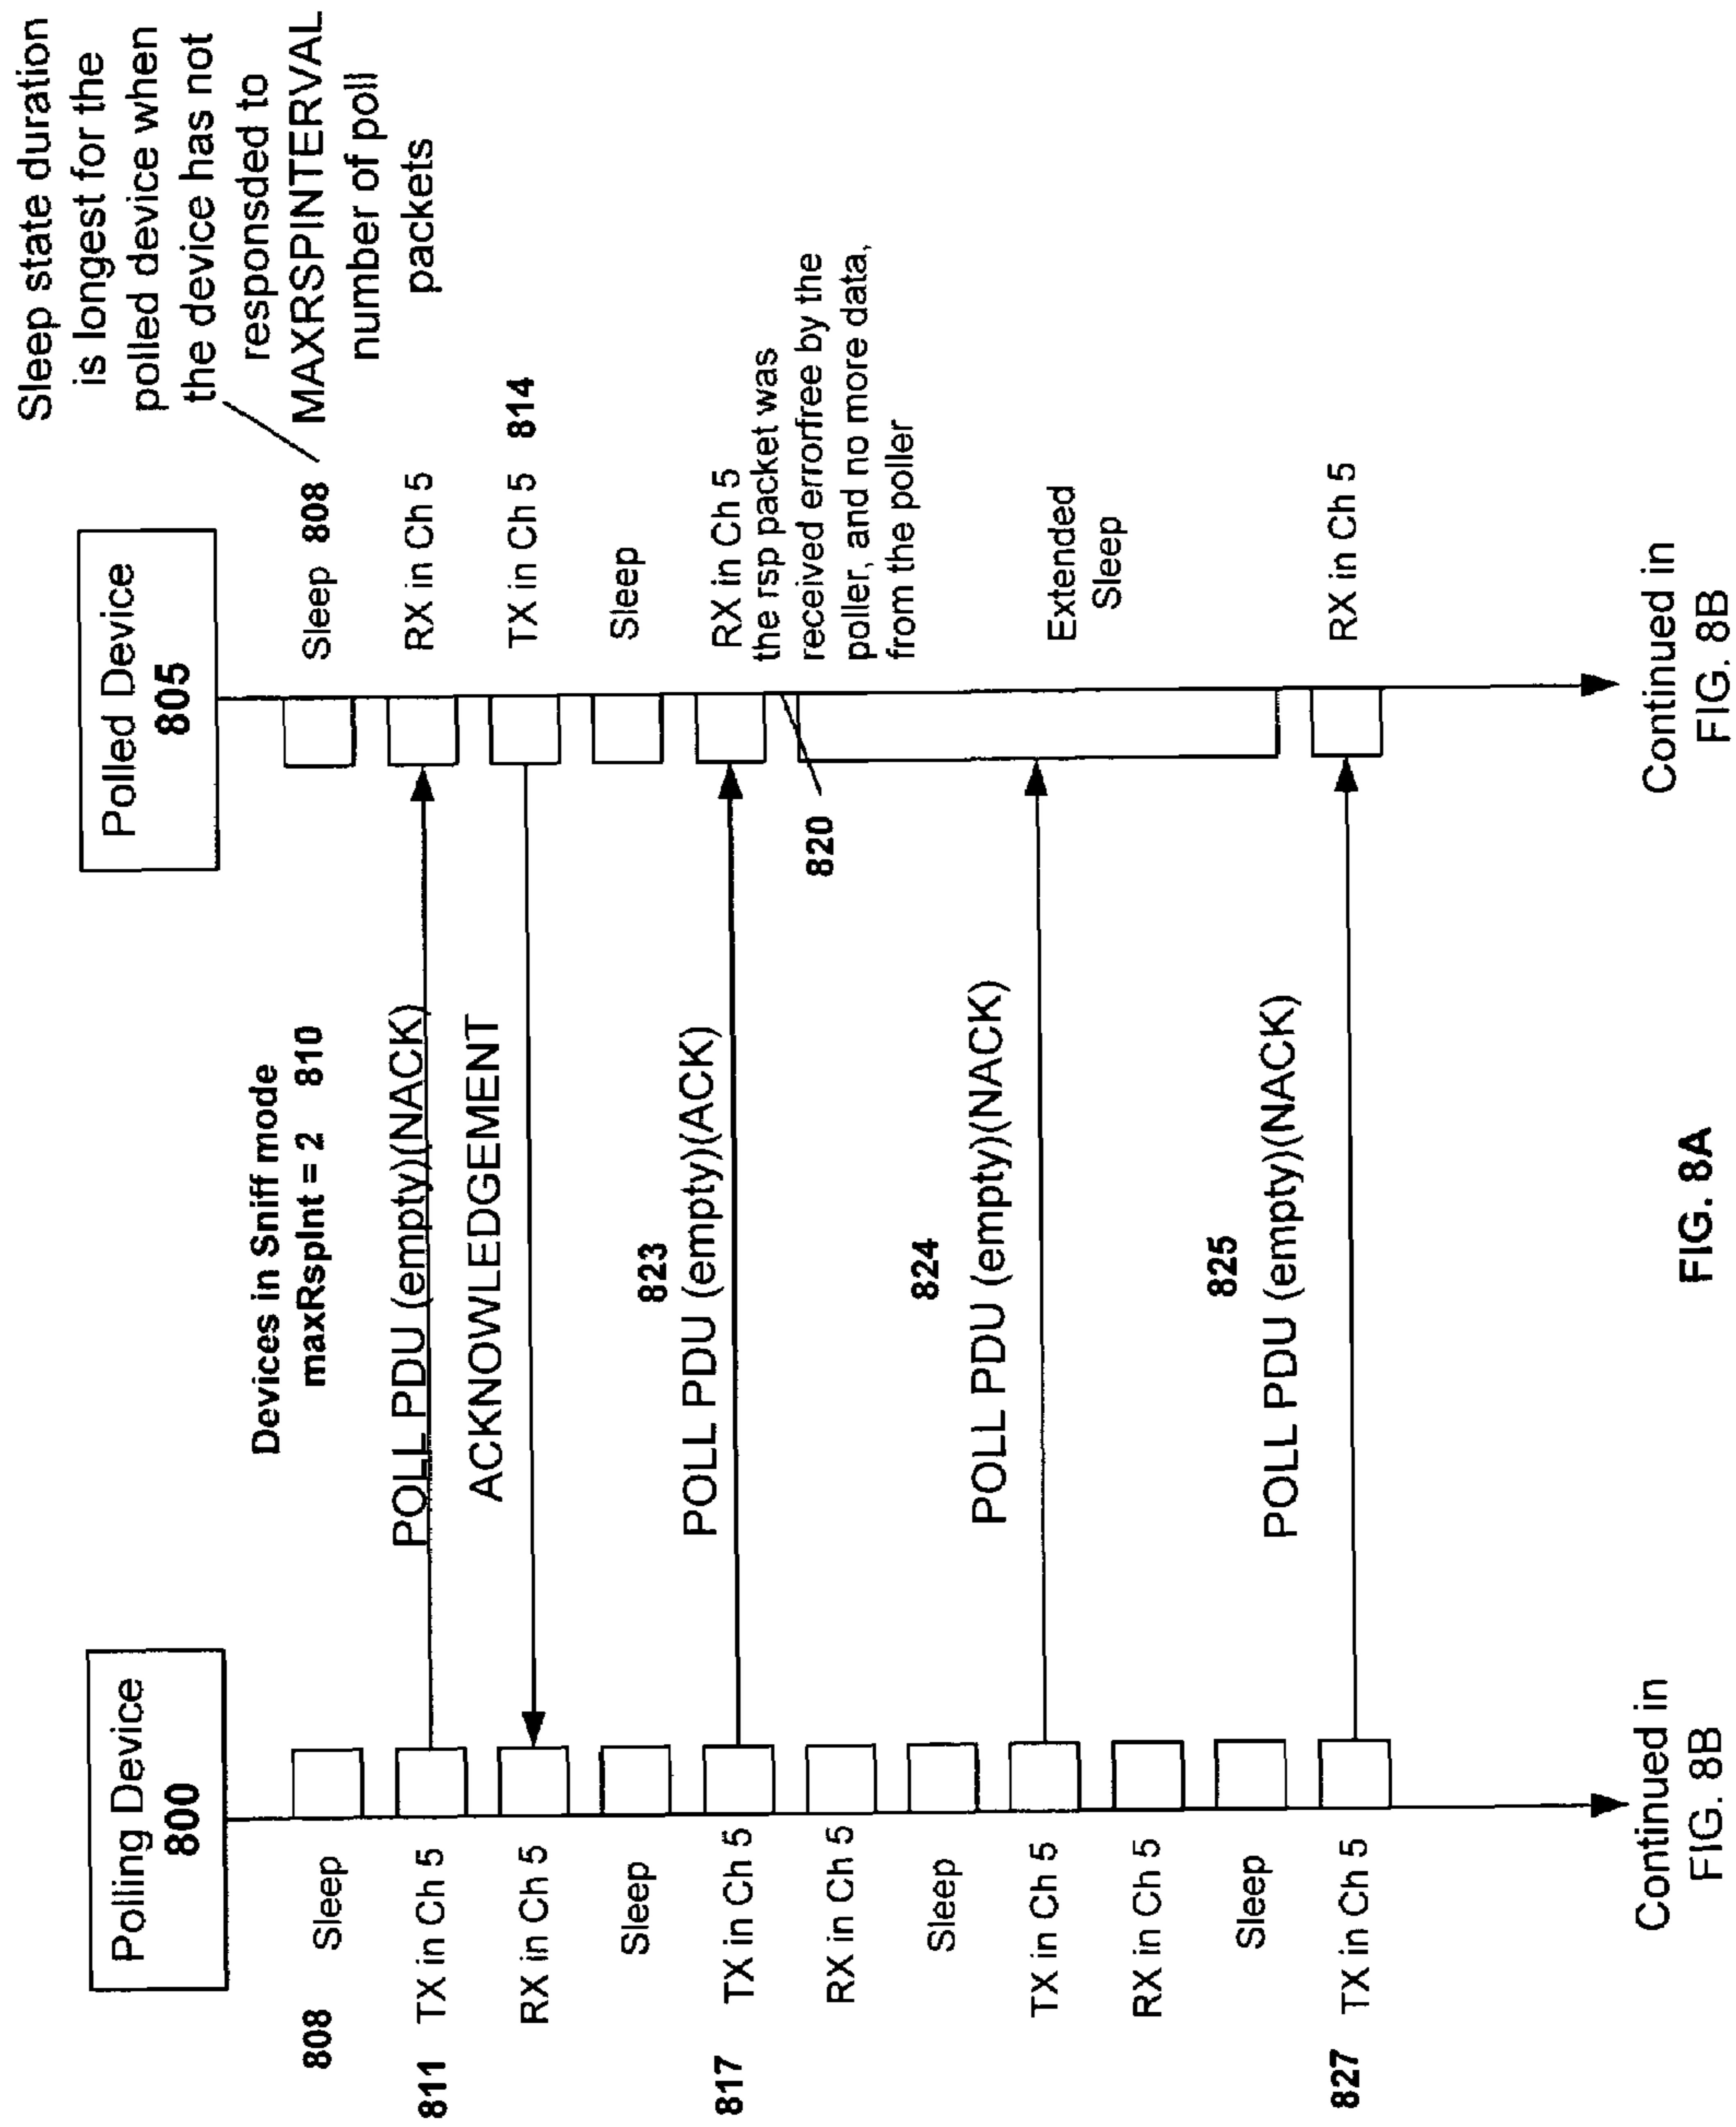 Polling Device
800
Polled Device
805
Sleep state duration
is longest for the
polled device when
the device has not
responsded to
MAXRSPINTERVAL
number of poll
packets
Devices in Sniff mode
maxRspInt = 2 810
808 Sleep
Sleep 808
811 TX in Ch 5
POLL PDU (empty)(NACK)
RX in Ch 5
RX in Ch 5
ACKNOWLEDGEMENT
TX in Ch 5 814
Sleep
Sleep
823
817 TX in Ch 5
POLL PDU (empty)(ACK)
RX in Ch 5
the rsp packet was
received errorfree by the
poller, and no more data,
from the poller
820
RX in Ch 5
Sleep
824
TX in Ch 5
POLL PDU (empty)(NACK)
Extended
Sleep
RX in Ch 5
Sleep
825
827 TX in Ch 5
POLL PDU (empty)(NACK)
RX in Ch 5
Continued in
FIG. 8B
Continued in
FIG. 8B
FIG. 8A